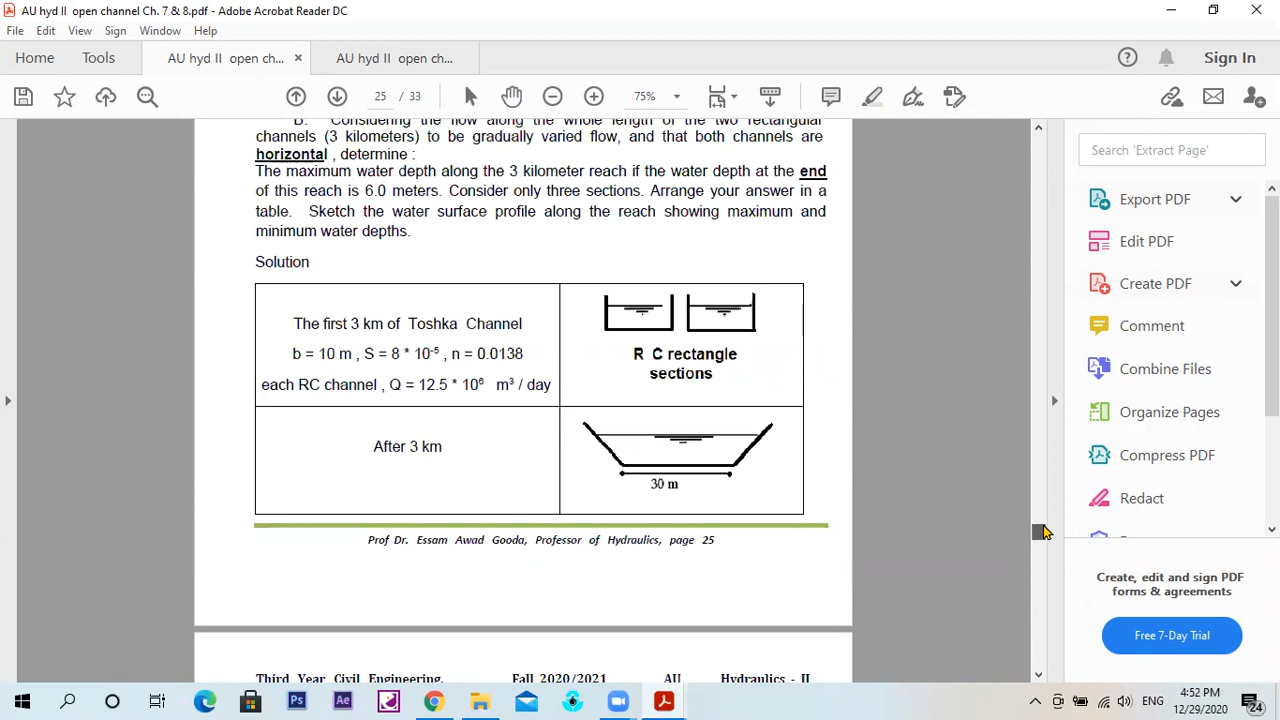 AU hyd II open channel Ch. 7 & 8.pdf - Adobe Acrobat Reader DC
File Edit View Sign Window Help
Home Tools AU hyd II open ch... × AU hyd II open ch... Sign In
25 / 33 75%
B. Considering the flow along the whole length of the two rectangular
channels (3 kilometers) to be gradually varied flow, and that both channels are
horizontal , determine :
The maximum water depth along the 3 kilometer reach if the water depth at the end
of this reach is 6.0 meters. Consider only three sections. Arrange your answer in a
table. Sketch the water surface profile along the reach showing maximum and
minimum water depths.
Solution
The first 3 km of Toshka Channel
b = 10 m , S = 8 * 10-5 , n = 0.0138
each RC channel , Q = 12.5 * 10⁶ m³ / day
R C rectangle
sections
After 3 km
30 m
Prof Dr. Essam Awad Gooda, Professor of Hydraulics, page 25
Third Year Civil Engineering. Fall 2020/2021 AU Hydraulics - II
Search 'Extract Page'
Export PDF
Edit PDF
Create PDF
Comment
Combine Files
Organize Pages
Compress PDF
Redact
Create, edit and sign PDF
forms & agreements
Free 7-Day Trial
Ps Ae ENG 4:52 PM
12/29/2020 24